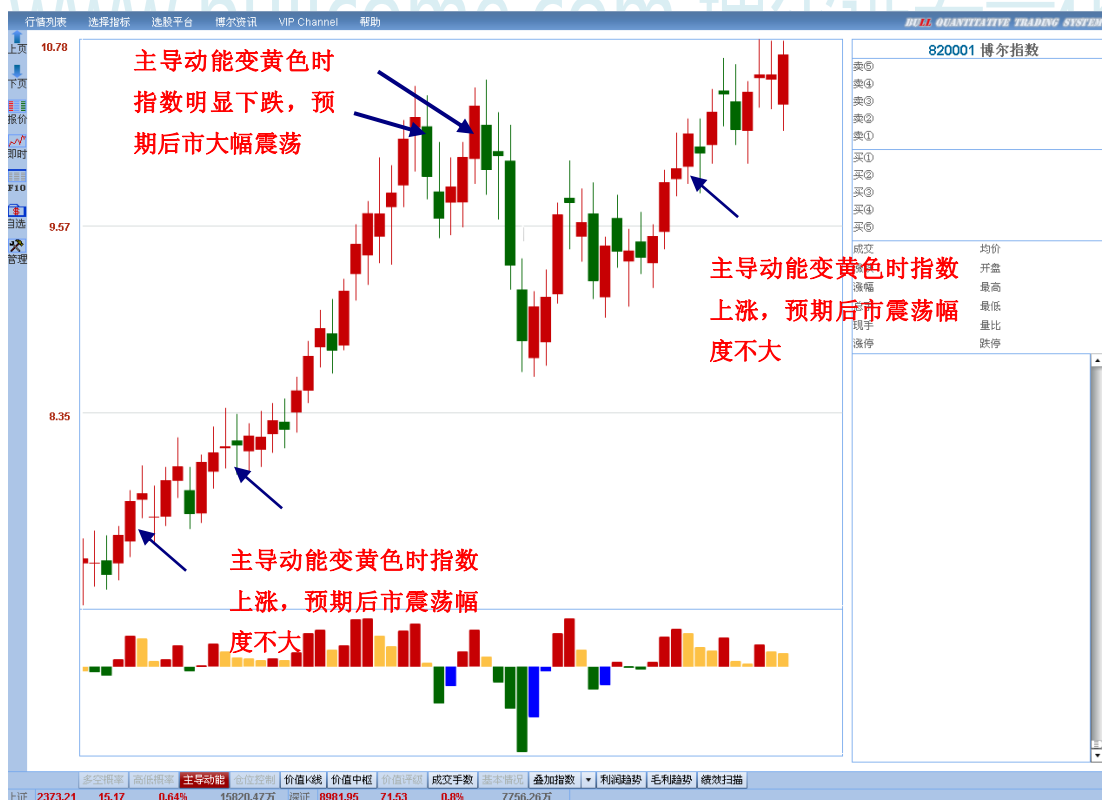 行情列表 选择指标 选股平台 博尔资讯 VIP Channel 帮助
BULL QUANTITATIVE TRADING SYSTEM
上页
下页
报价
即时
F10
自选
管理
10.78
9.57
8.35
主导动能变黄色时
指数明显下跌，预
期后市大幅震荡
主导动能变黄色时指数
上涨，预期后市震荡幅
度不大
主导动能变黄色时指数
上涨，预期后市震荡幅
度不大
820001 博尔指数
卖⑤
卖④
卖③
卖②
卖①
买①
买②
买③
买④
买⑤
成交 均价
开盘
涨幅 最高
最低
现手 量比
涨停 跌停
多空概率 高低概率 主导动能 仓位控制 价值K线 价值中枢 价值评级 成交手数 基本情况 叠加指数 利润趋势 毛利趋势 绩效扫描
上证 2373.21 15.17 0.64% 15820.47万 深证 8981.95 71.53 0.8% 7756.26万